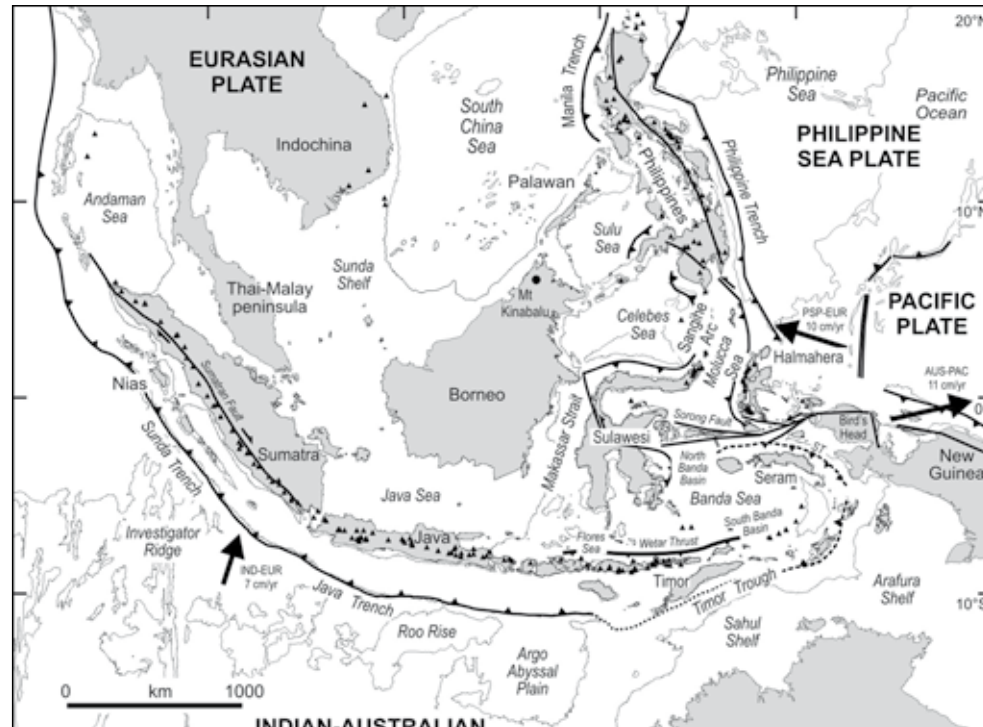 20°N
EURASIAN
PLATE
Indochina
South
China
Sea
Manila Trench
Philippine
Sea
Pacific
Ocean
PHILIPPINE
SEA PLATE
Philippines
Philippine Trench
Palawan
10°N
Andaman
Sea
Sulu
Sea
Sunda
Shelf
Thai-Malay
peninsula
Mt
Kinabalu
Celebes
Sea
Sangihe
Arc
Molucca
Sea
PSP-EUR
10 cm/yr
Halmahera
PACIFIC
PLATE
AUS-PAC
11 cm/yr
0
Nias
Sumatran Fault
Borneo
Makassar Strait
Sorong Fault
Bird's
Head
Sunda Trench
Sumatra
Sulawesi
North
Banda
Basin
ST
Seram
New
Guinea
Java Sea
Banda Sea
Investigator
Ridge
Java
Flores
Sea
Wetar Thrust
South Banda
Basin
IND-EUR
7 cm/yr
Java Trench
Timor
Timor Trough
Arafura
Shelf
10°S
Roo Rise
Sahul
Shelf
Argo
Abyssal
Plain
0 km 1000
INDIAN-AUSTRALIAN